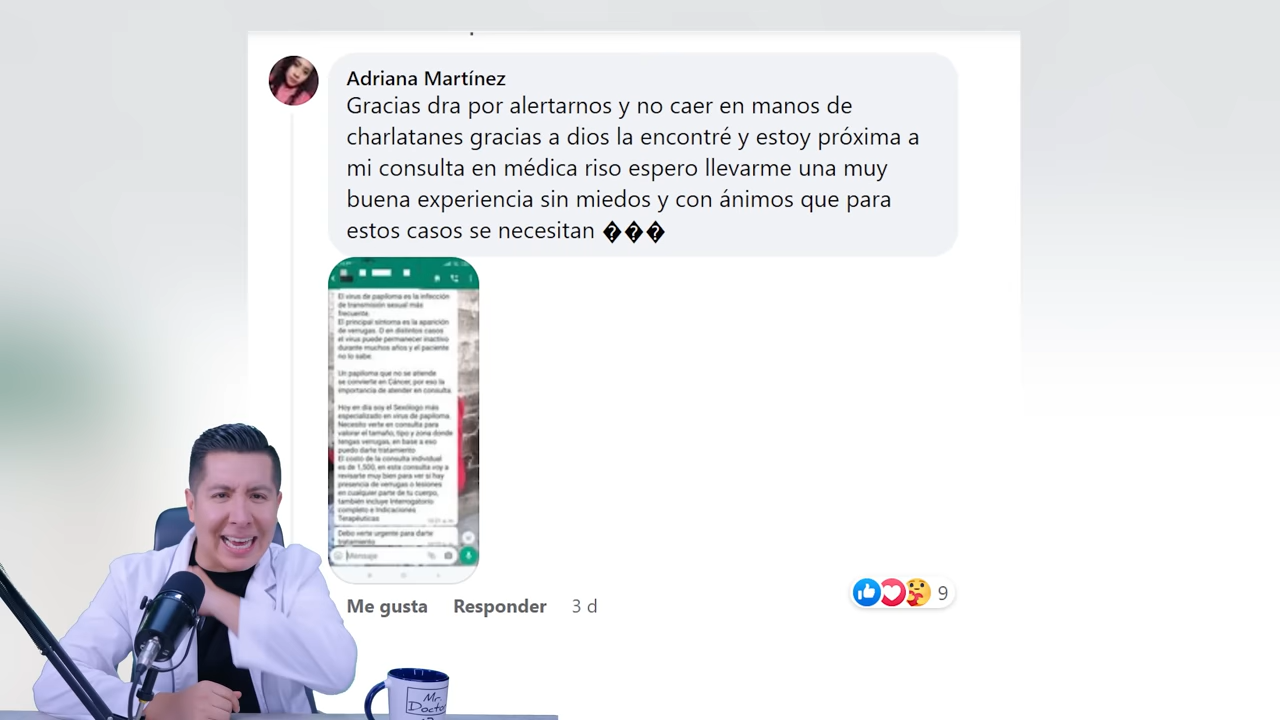 Adriana Martínez
Gracias dra por alertarnos y no caer en manos de
charlatanes gracias a dios la encontré y estoy próxima a
mi consulta en médica riso espero llevarme una muy
buena experiencia sin miedos y con ánimos que para
estos casos se necesitan ���
El virus de papiloma es la infección
de transmisión sexual más
frecuente.
El principal síntoma es la aparición
de verrugas. O en distintos casos
el virus puede permanecer inactivo
durante muchos años y el paciente
no lo sabe.
Un papiloma que no se atiende
se convierte en Cáncer, por eso la
importancia de atender en consulta.
Hoy en día soy el Sexólogo más
especializado en virus de papiloma.
Necesito verte en consulta para
valorar el tamaño, tipo y zona donde
tengas verrugas, en base a eso
puedo darte tratamiento
El costo de la consulta individual
es de 1,500, en esta consulta voy a
revisarte muy bien para ver si hay
presencia de verrugas o lesiones
en cualquier parte de tu cuerpo,
también incluye Interrogatorio
completo e Indicaciones
Terapéuticas
Debo verte urgente para darte
tratamiento
Mensaje
Me gusta Responder 3 d
9
Mr.
Doctor